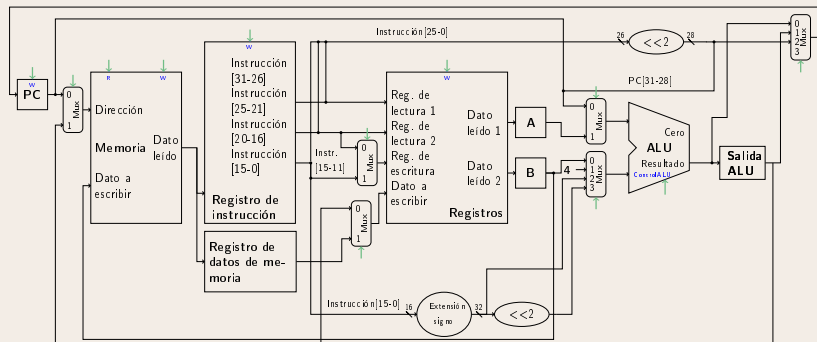 Instrucción[25-0]
26
<<2
28
0
1
2
3
Mux
PC[31-28]
W
PC
0
1
Mux
R
W
Dirección
Memoria
Dato
leído
Dato a
escribir
W
Instrucción
[31-26]
Instrucción
[25-21]
Instrucción
[20-16]
Instrucción
[15-0]
Registro de
instrucción
Registro de
datos de me-
moria
Instr.
[15-11]
0
1
Mux
0
1
Mux
W
Reg. de
lectura 1
Reg. de
lectura 2
Reg. de
escritura
Dato a
escribir
Dato
leído 1
Dato
leído 2
Registros
A
B
4
0
1
Mux
0
1
2
3
Mux
Cero
ALU
Resultado
ControlALU
Salida
ALU
Instrucción[15-0]
16
Extensión
signo
32
<<2